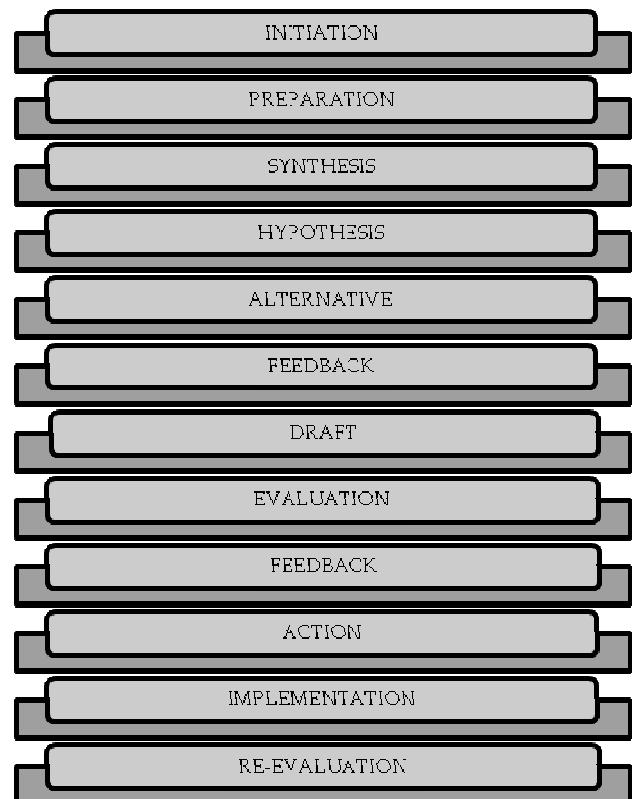 INITIATION
PREPARATION
SYNTHESIS
HYPOTHESIS
ALTERNATIVE
FEEDBACK
DRAFT
EVALUATION
FEEDBACK
ACTION
IMPLEMENTATION
RE-EVALUATION